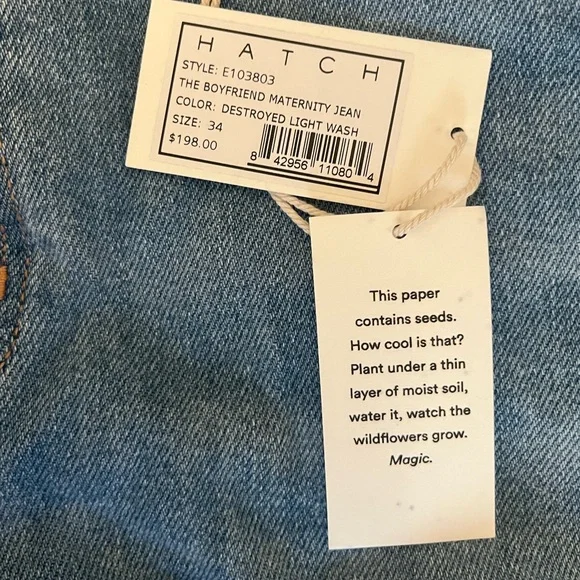 HATCH
STYLE: E103803
THE BOYFRIEND MATERNITY JEAN
COLOR: DESTROYED LIGHT WASH
SIZE: 34
$198.00
8 42956 11080 4
This paper
contains seeds.
How cool is that?
Plant under a thin
layer of moist soil,
water it, watch the
wildflowers grow.
Magic.